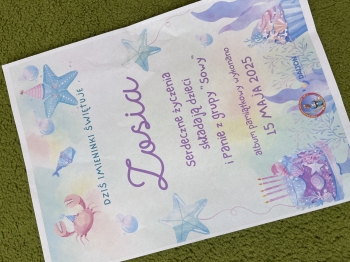 DZIŚ IMIENINKI ŚWIĘTUJE
Zosia
Serdeczne życzenia
składają dzieci
i Panie z grupy "Sowy"
15 MAJA 2025
album pamiątkowy wykonano